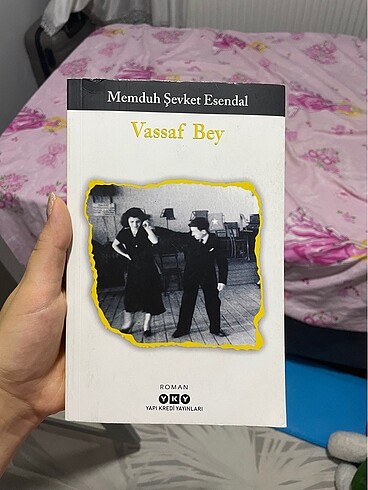 Memduh Şevket Esendal
Vassaf Bey
ROMAN
YKY
YAPI KREDİ YAYINLARI